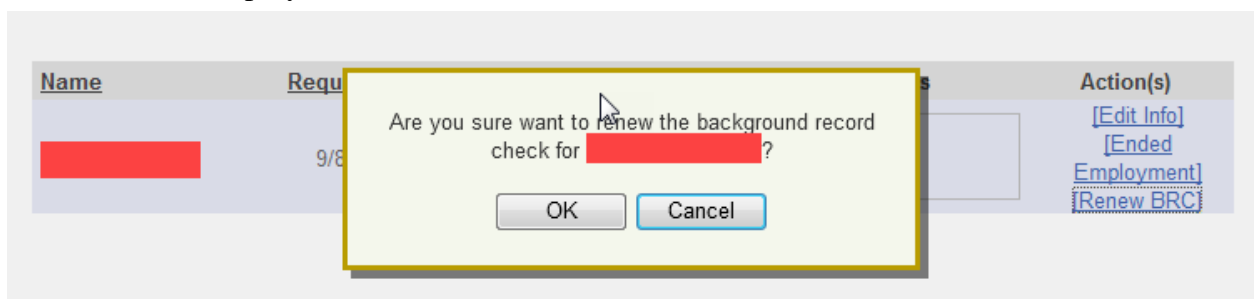 Name Requ s Action(s)
Are you sure want to renew the background record
check for ?
9/8
OK Cancel
[Edit Info]
[Ended
Employment]
[Renew BRC]